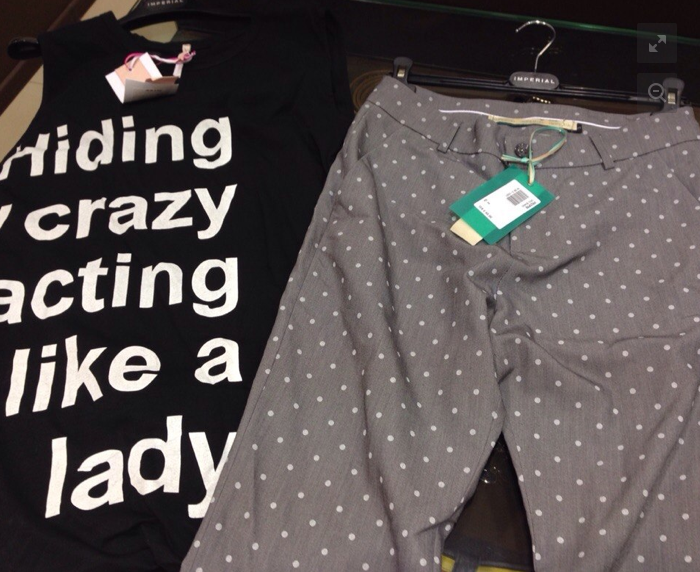 IMPERIAL
IMPERIAL
Hiding
y crazy
acting
like a
lady